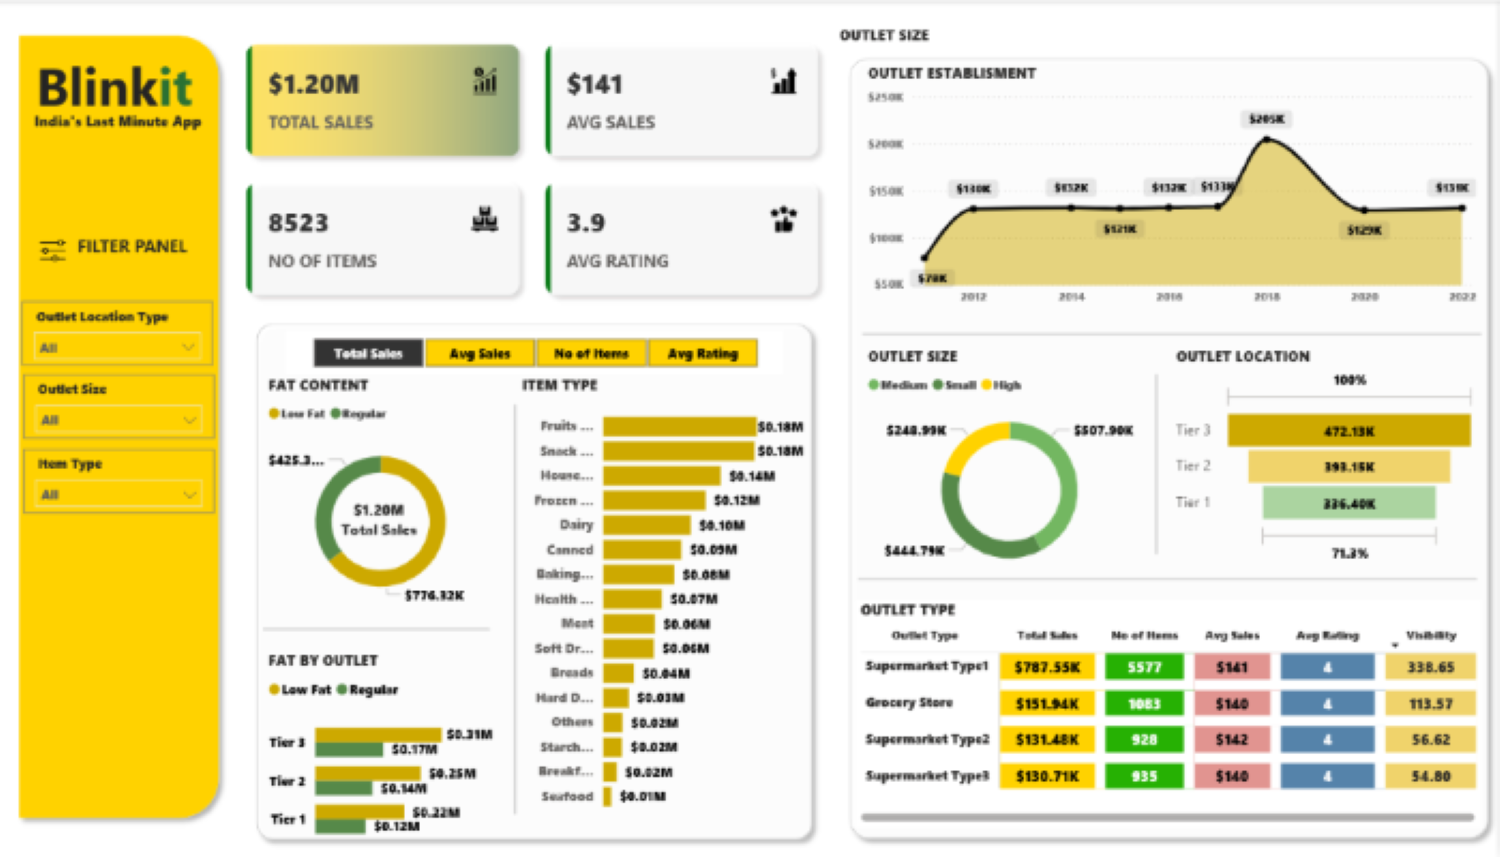 Blinkit
India's Last Minute App
FILTER PANEL
Outlet Location Type
All
Outlet Size
All
Item Type
All
$1.20M
TOTAL SALES
$141
AVG SALES
8523
NO OF ITEMS
3.9
AVG RATING
Total Sales
Avg Sales
No of Items
Avg Rating
FAT CONTENT
Low Fat
Regular
$425.3...
$1.20M
Total Sales
$776.32K
FAT BY OUTLET
Low Fat
Regular
Tier 3
$0.31M
$0.17M
Tier 2
$0.25M
$0.14M
Tier 1
$0.22M
$0.12M
ITEM TYPE
Fruits ... $0.18M
Snack ... $0.18M
House... $0.14M
Frozen ... $0.12M
Dairy $0.10M
Canned $0.09M
Baking... $0.08M
Health ... $0.07M
Meat $0.06M
Soft Dr... $0.06M
Breads $0.04M
Hard D... $0.03M
Others $0.02M
Starch... $0.02M
Breakf... $0.02M
Seafood $0.01M
OUTLET SIZE
OUTLET ESTABLISMENT
$250K
$200K
$150K
$100K
$50K
$78K
$130K
$132K
$131K
$132K
$133K
$205K
$129K
$131K
2012 2014 2016 2018 2020 2022
OUTLET SIZE
Medium Small High
$248.99K
$507.90K
$444.79K
OUTLET LOCATION
100%
Tier 3 472.13K
Tier 2 393.15K
Tier 1 336.40K
71.3%
OUTLET TYPE
Outlet Type Total Sales No of Items Avg Sales Avg Rating Visibility
Supermarket Type1 $787.55K 5577 $141 4 338.65
Grocery Store $151.94K 1083 $140 4 113.57
Supermarket Type2 $131.48K 928 $142 4 56.62
Supermarket Type3 $130.71K 935 $140 4 54.80